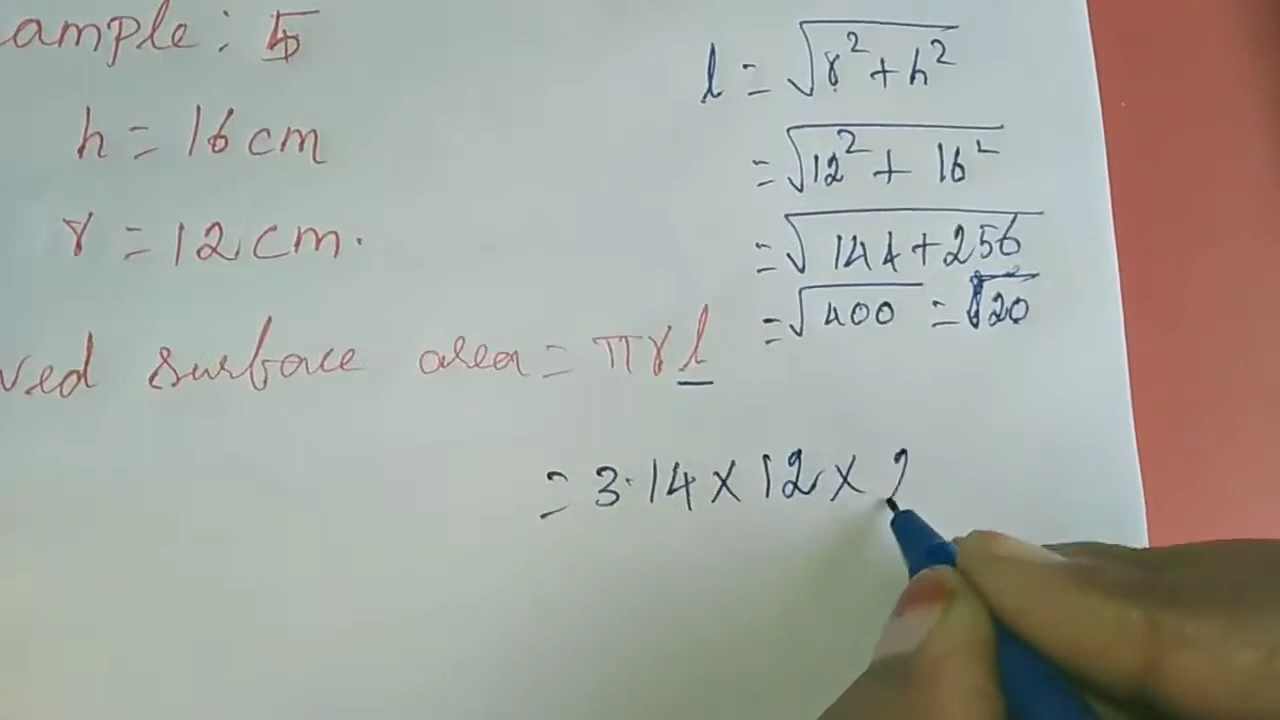 ample: 5
h = 16 cm
r = 12 cm.
ved surface area = πrl
l = √r² + h²
= √12² + 16²
= √144 + 256
= √400 = √20
= 3.14 × 12 × 2